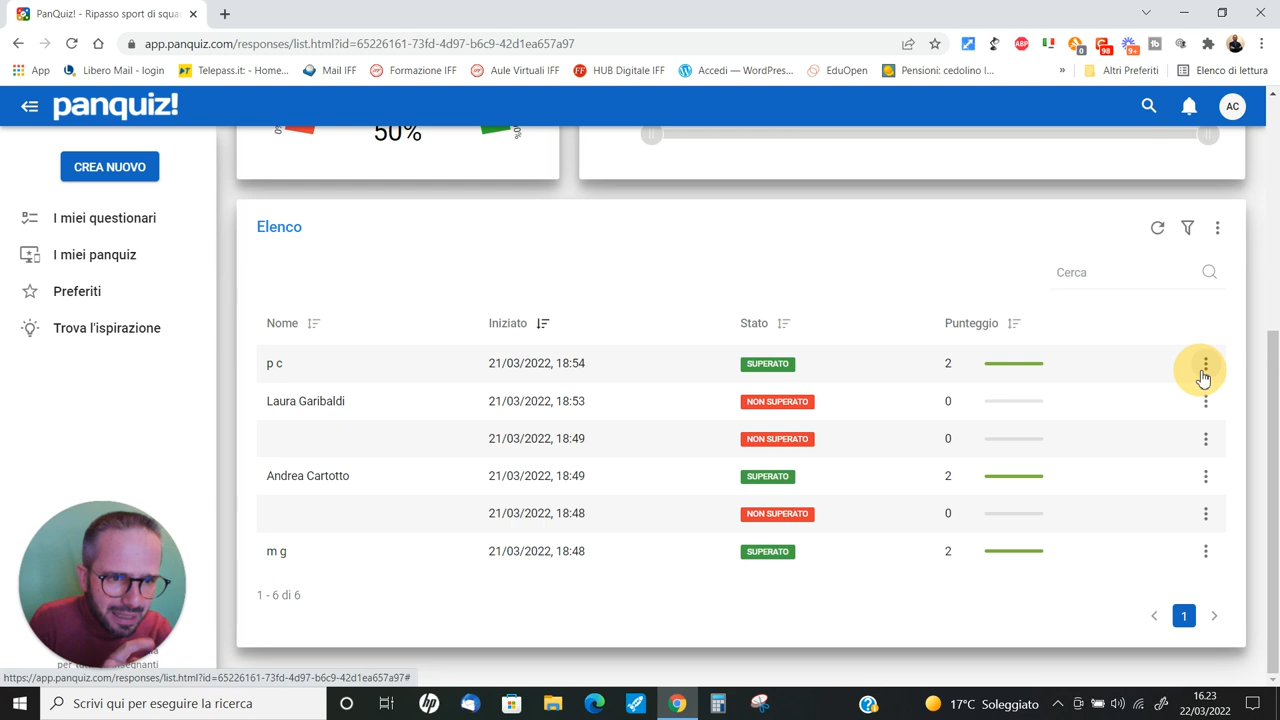 PanQuiz! - Ripasso sport di squa
app.panquiz.com/responses/list.html?id=65226161-73fd-4d97-b6c9-42d1ea657a97
ABP
0
98
9+
App
Libero Mail - login
Telepass.it: - Home...
Mail IFF
Formazione IFF
Aule Virtuali IFF
HUB Digitale IFF
Accedi — WordPres...
EduOpen
Pensioni: cedolino l...
»
Altri Preferiti
Elenco di lettura
panquiz!
AC
50%
CREA NUOVO
I miei questionari
I miei panquiz
Preferiti
Trova l'ispirazione
Elenco
Cerca
Nome Iniziato Stato Punteggio
p c 21/03/2022, 18:54 SUPERATO 2
Laura Garibaldi 21/03/2022, 18:53 NON SUPERATO 0
21/03/2022, 18:49 NON SUPERATO 0
Andrea Cartotto 21/03/2022, 18:49 SUPERATO 2
21/03/2022, 18:48 NON SUPERATO 0
m g 21/03/2022, 18:48 SUPERATO 2
1 - 6 di 6
1
https://app.panquiz.com/responses/list.html?id=65226161-73fd-4d97-b6c9-42d1ea657a97#
Scrivi qui per eseguire la ricerca
17°C Soleggiato
16.23
22/03/2022